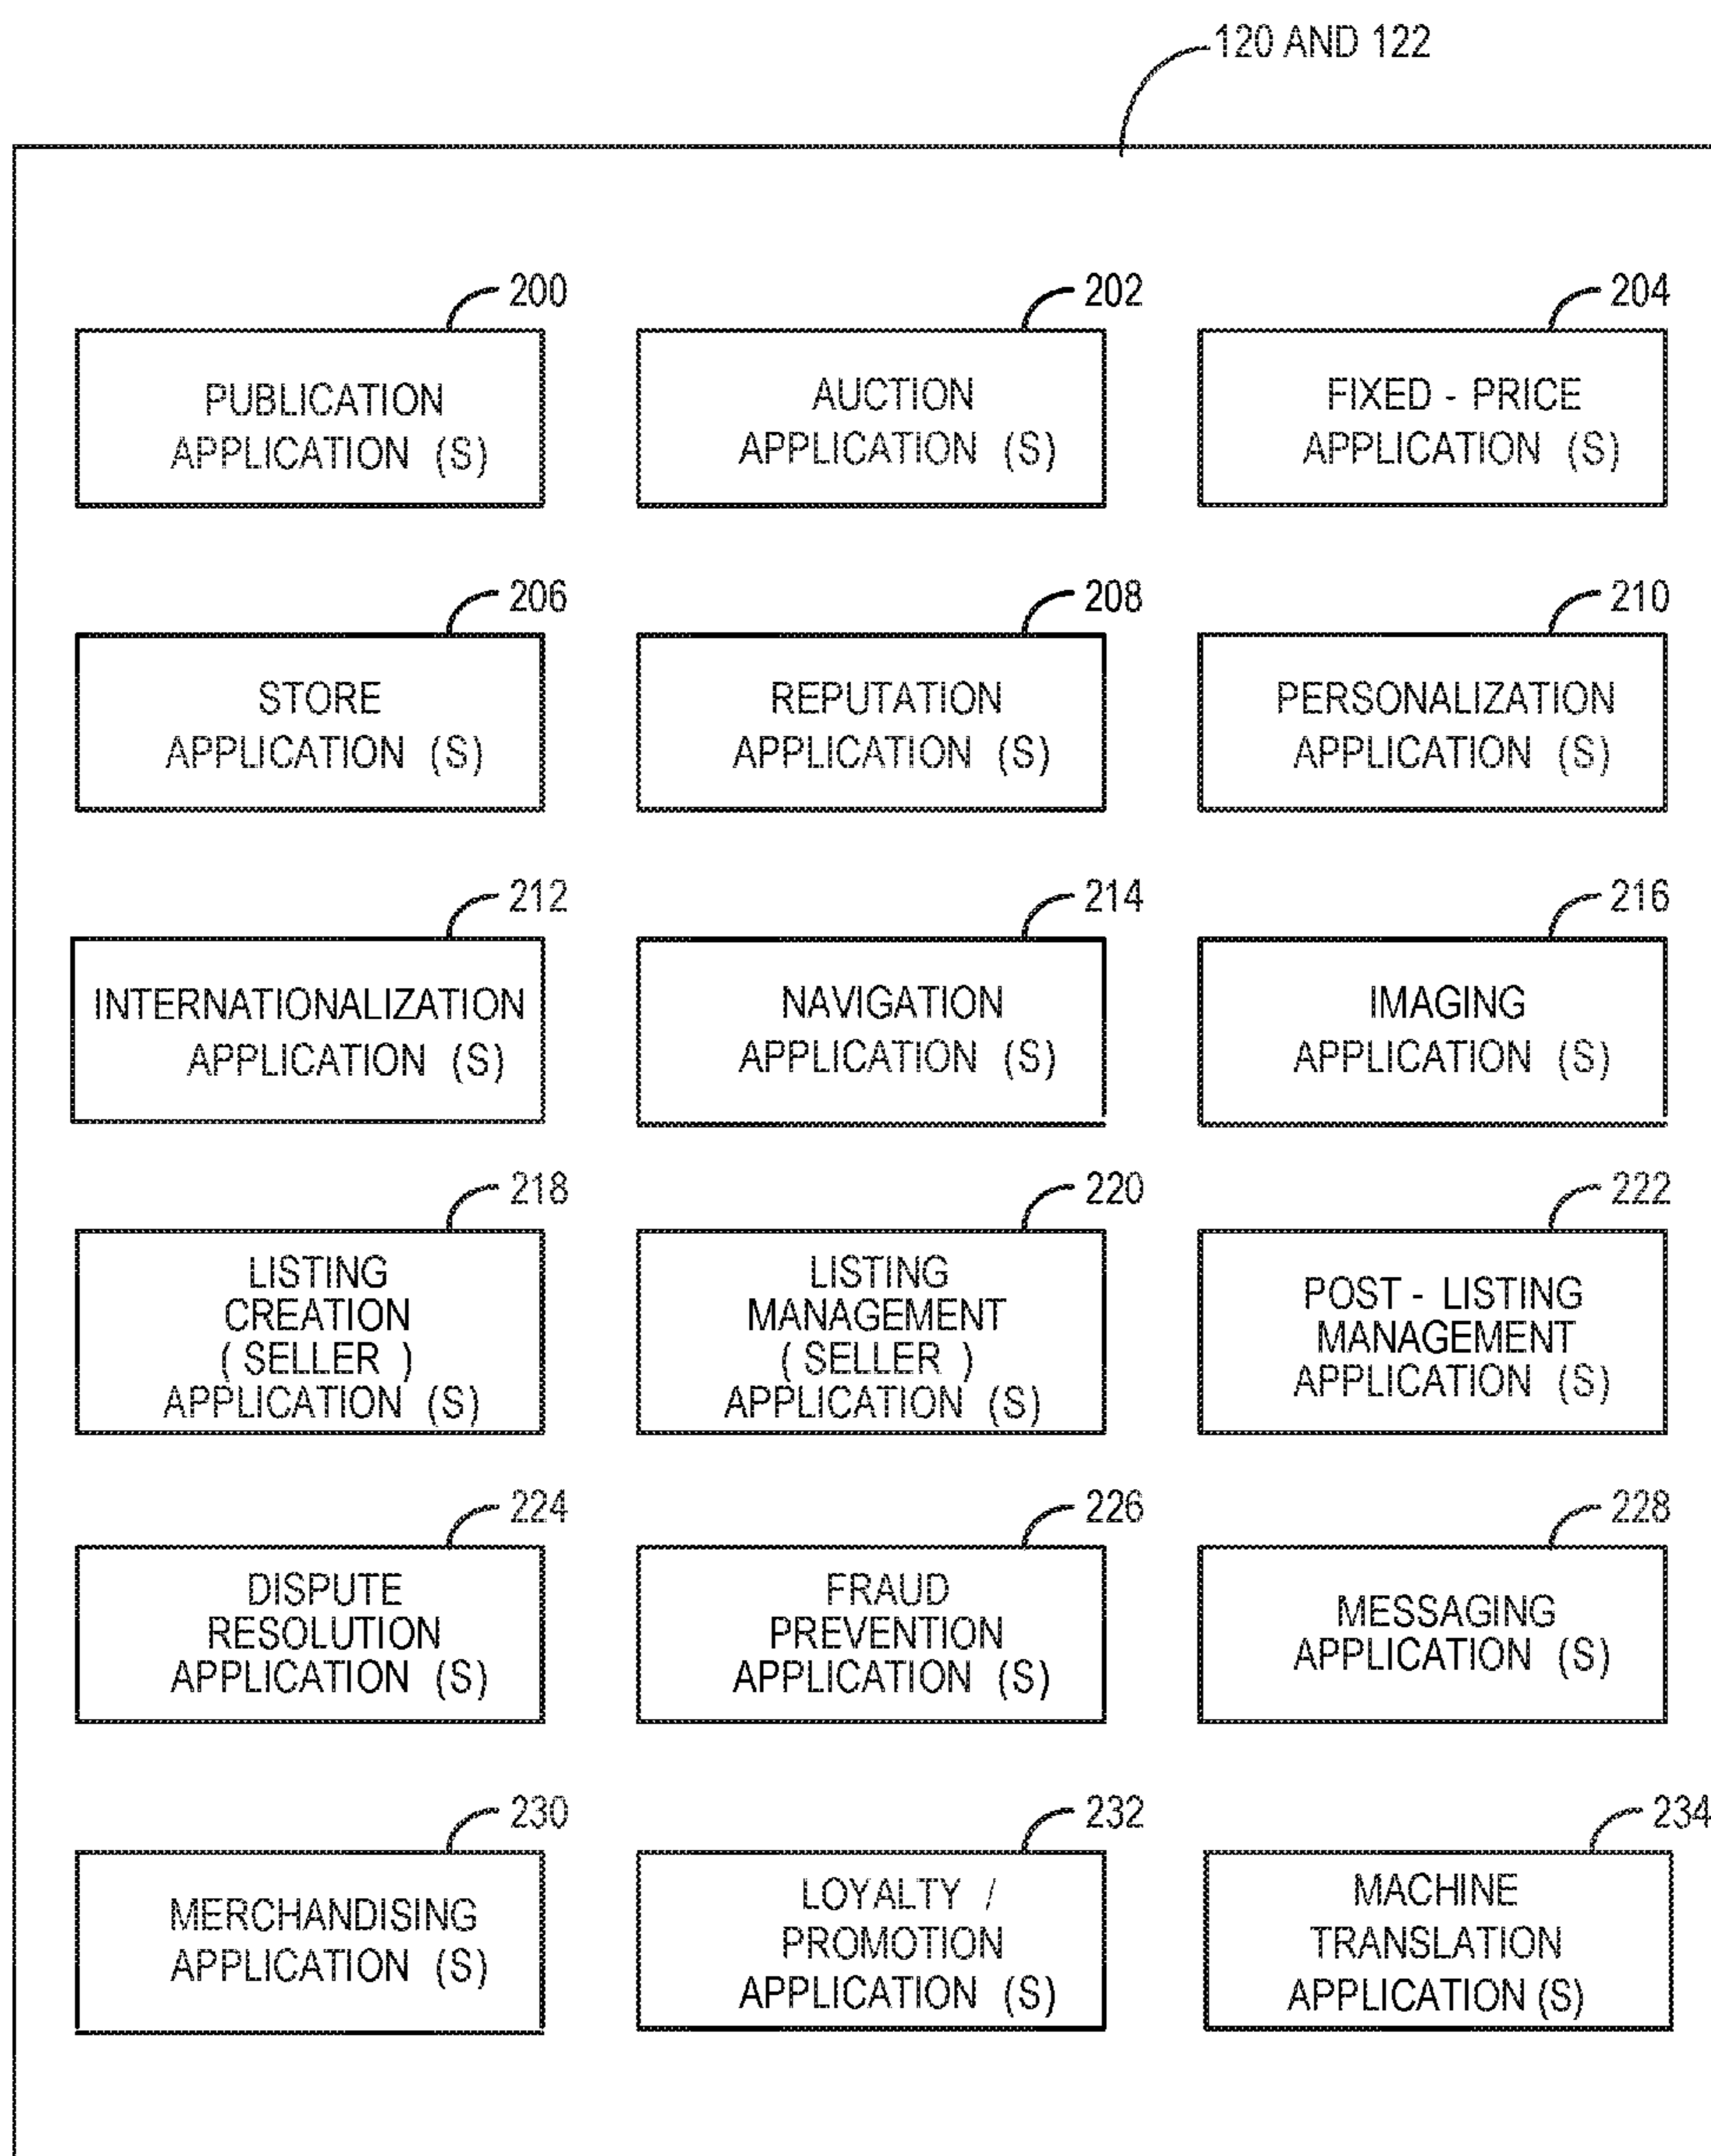 120 AND 122
200
PUBLICATION
APPLICATION (S)
202
AUCTION
APPLICATION (S)
204
FIXED - PRICE
APPLICATION (S)
206
STORE
APPLICATION (S)
208
REPUTATION
APPLICATION (S)
210
PERSONALIZATION
APPLICATION (S)
212
INTERNATIONALIZATION
APPLICATION (S)
214
NAVIGATION
APPLICATION (S)
216
IMAGING
APPLICATION (S)
218
LISTING
CREATION
( SELLER )
APPLICATION (S)
220
LISTING
MANAGEMENT
( SELLER )
APPLICATION (S)
222
POST - LISTING
MANAGEMENT
APPLICATION (S)
224
DISPUTE
RESOLUTION
APPLICATION (S)
226
FRAUD
PREVENTION
APPLICATION (S)
228
MESSAGING
APPLICATION (S)
230
MERCHANDISING
APPLICATION (S)
232
LOYALTY /
PROMOTION
APPLICATION (S)
234
MACHINE
TRANSLATION
APPLICATION (S)